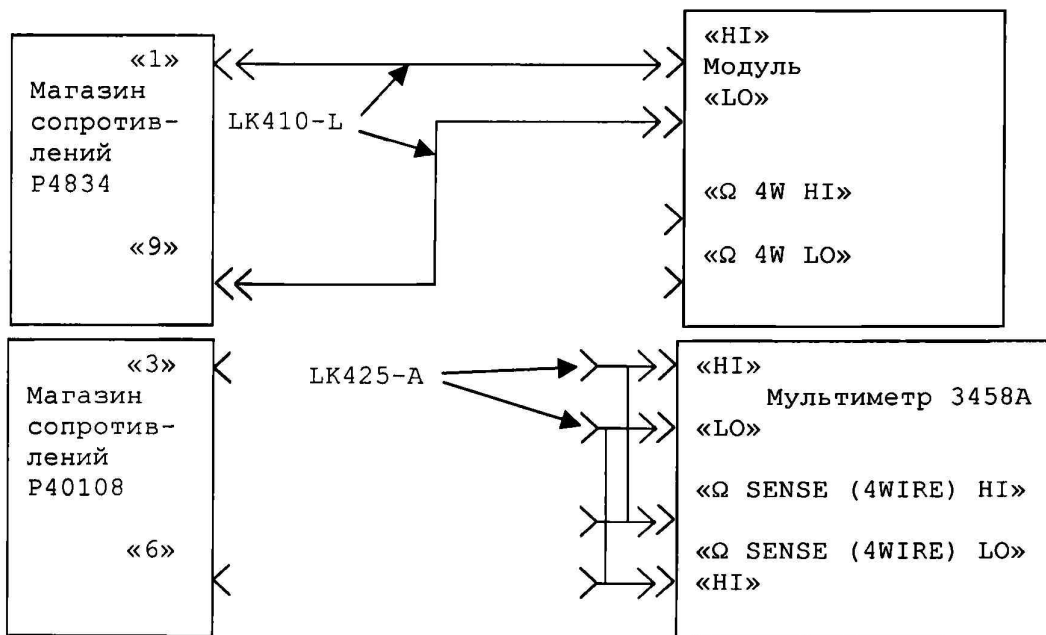 «1»
Магазин
сопротив-
лений
Р4834
«9»
LK410-L
«HI»
Модуль
«LO»
«Ω 4W HI»
«Ω 4W LO»
«3»
Магазин
сопротив-
лений
Р40108
«6»
LK425-A
«HI»
Мультиметр 3458А
«LO»
«Ω SENSE (4WIRE) HI»
«Ω SENSE (4WIRE) LO»
«HI»